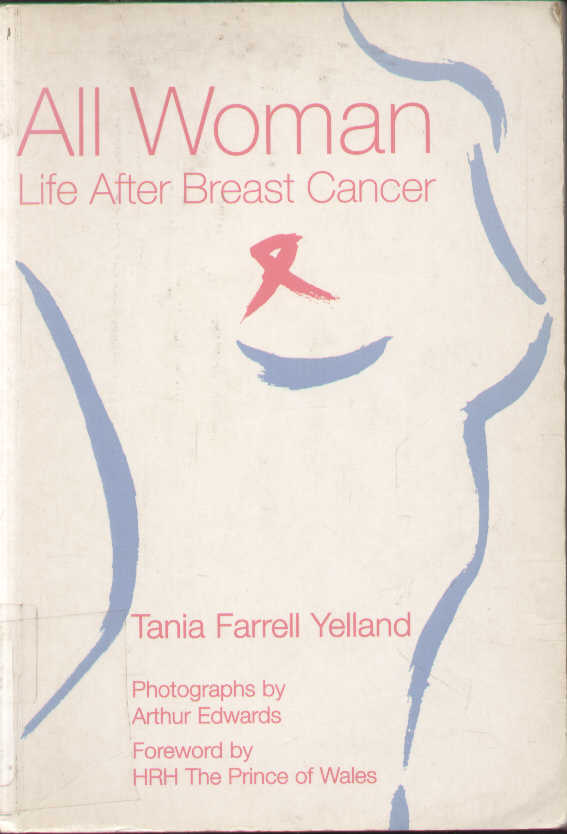 All Woman
Life After Breast Cancer
Tania Farrell Yelland
Photographs by
Arthur Edwards
Foreword by
HRH The Prince of Wales